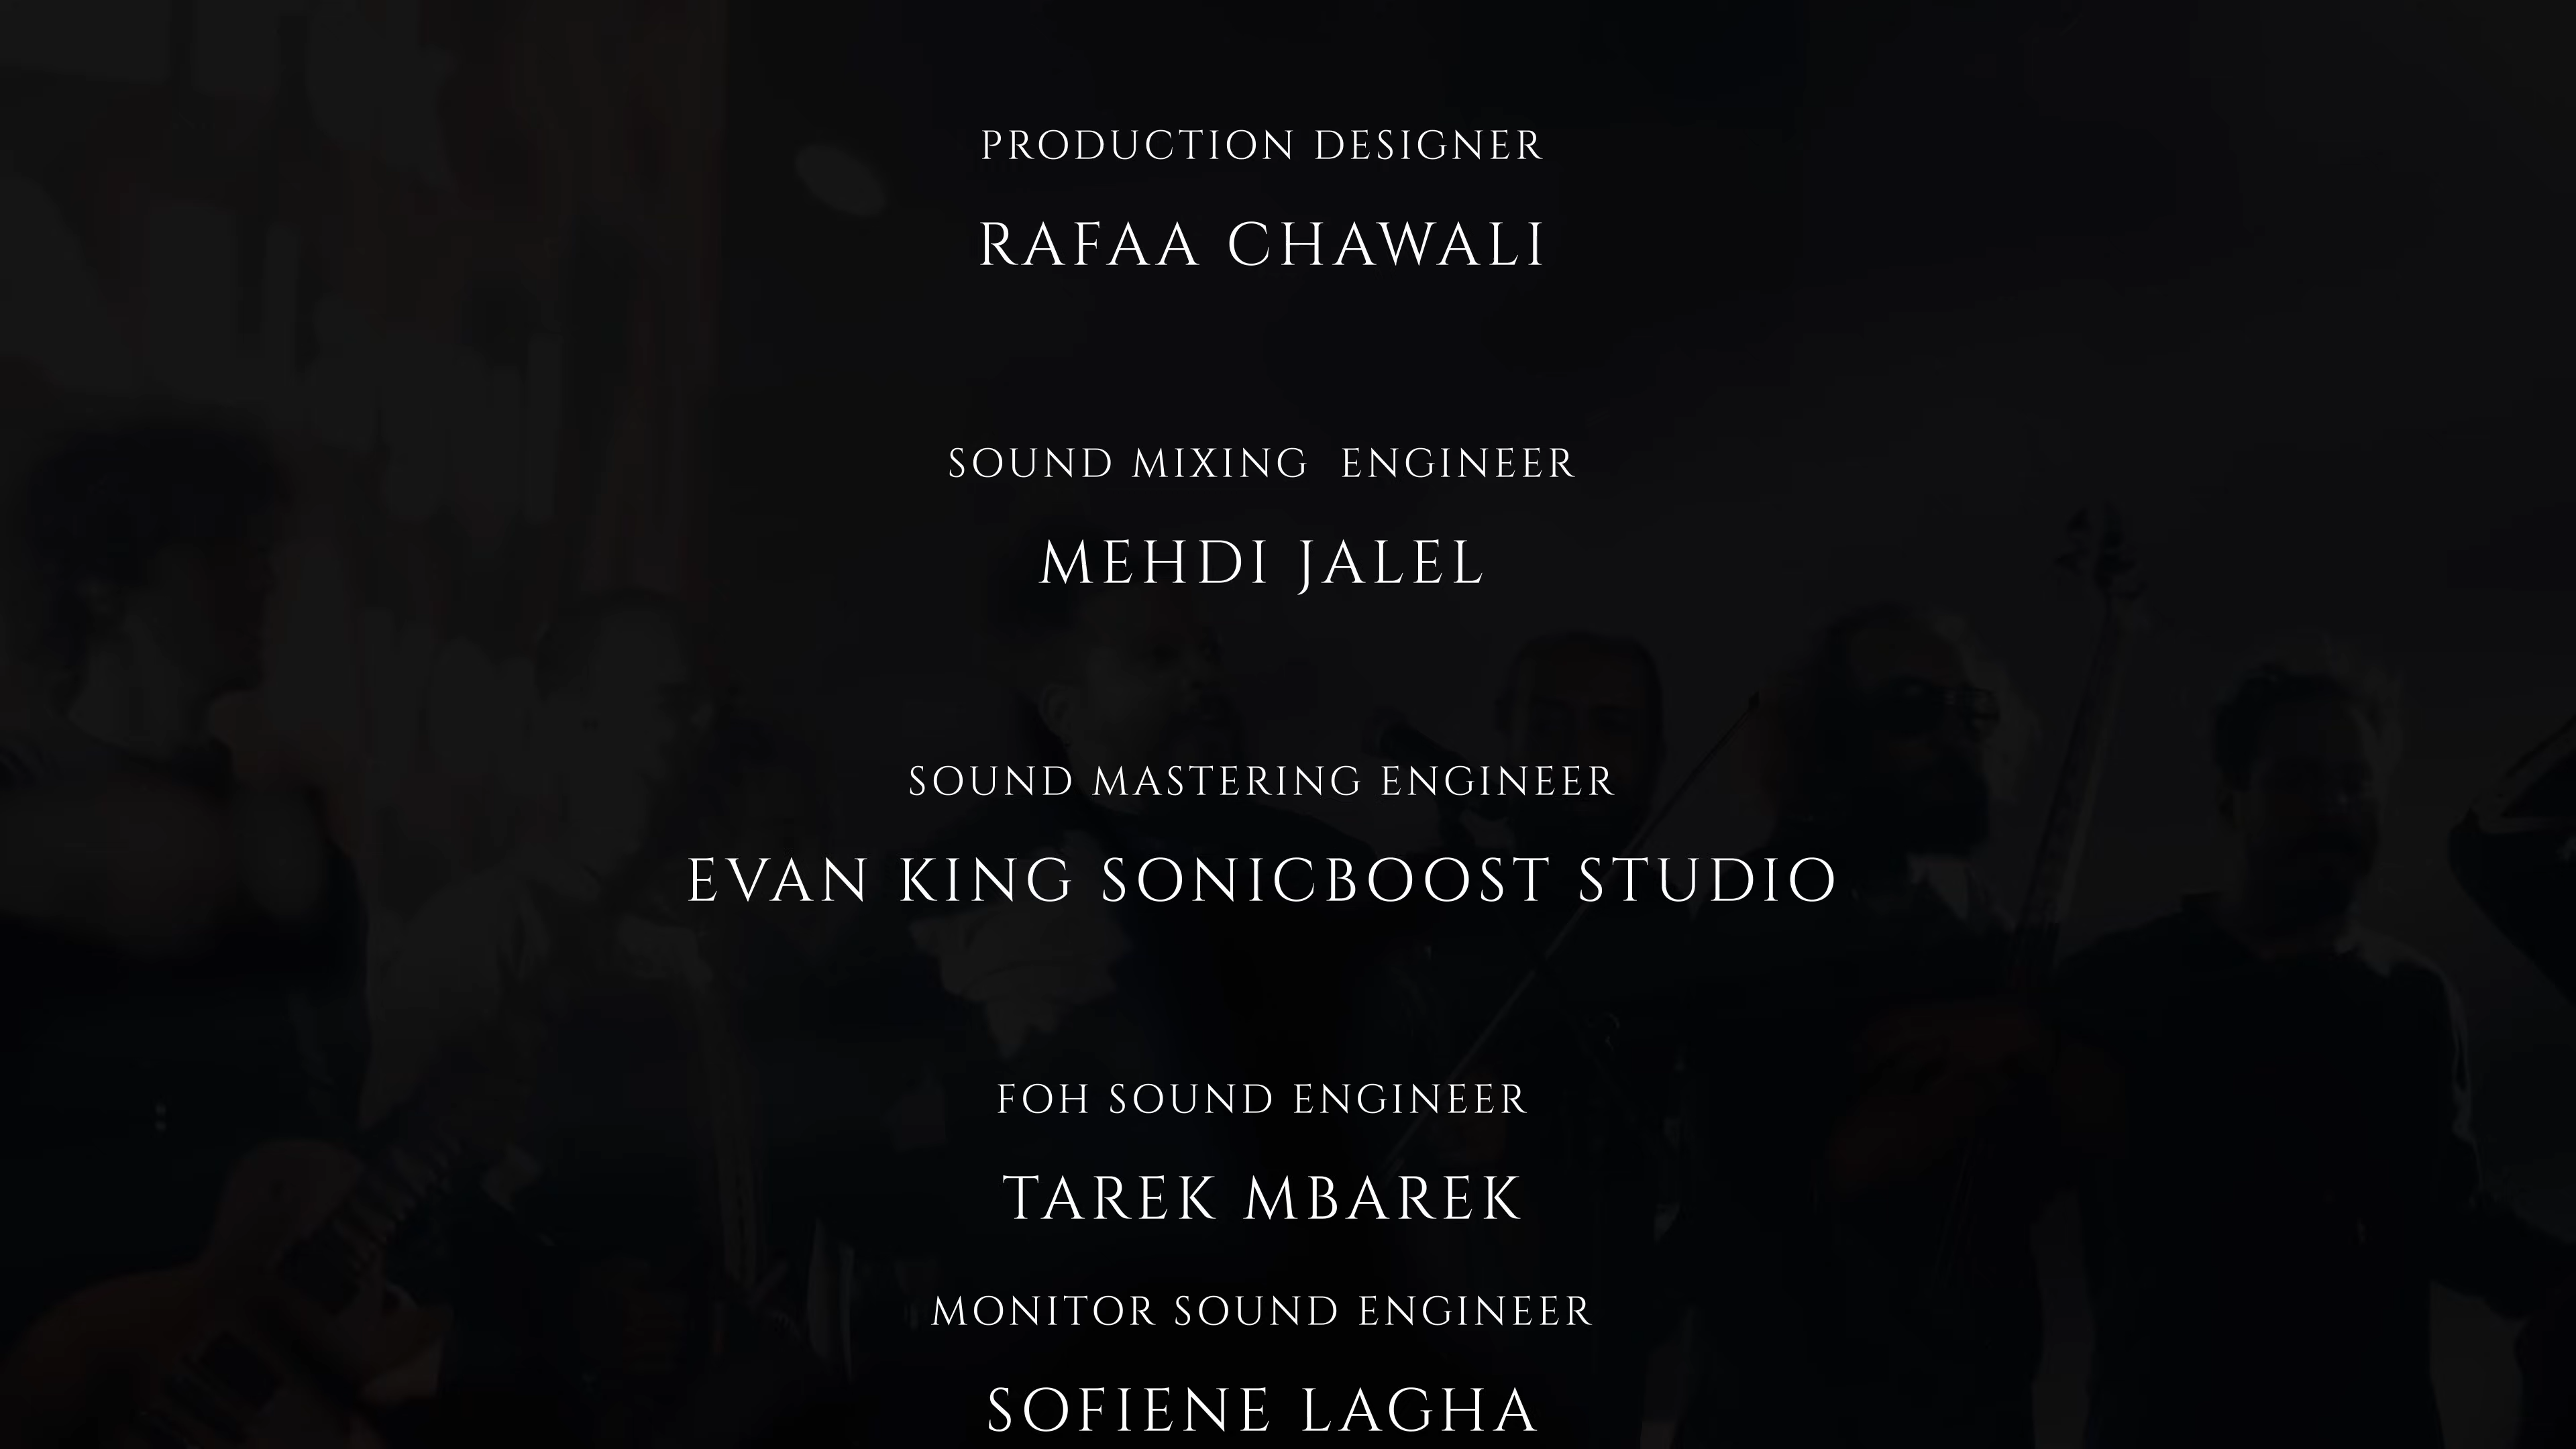 PRODUCTION DESIGNER
RAFAA CHAWALI
SOUND MIXING  ENGINEER
MEHDI JALEL
SOUND MASTERING ENGINEER
EVAN KING SONICBOOST STUDIO
FOH SOUND ENGINEER
TAREK MBAREK
MONITOR SOUND ENGINEER
SOFIENE LAGHA